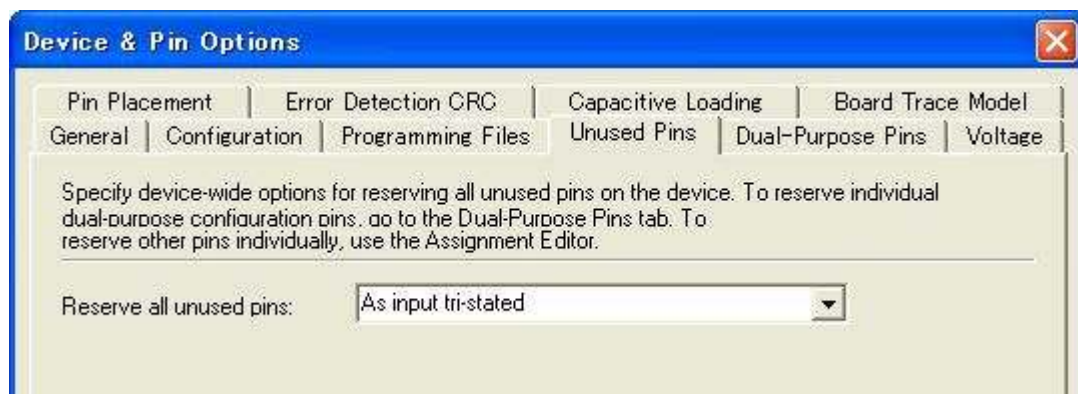 Device & Pin Options
Pin Placement Error Detection CRC Capacitive Loading Board Trace Model
General Configuration Programming Files Unused Pins Dual-Purpose Pins Voltage
Specify device-wide options for reserving all unused pins on the device. To reserve individual
dual-purpose configuration pins, go to the Dual-Purpose Pins tab. To
reserve other pins individually, use the Assignment Editor.
Reserve all unused pins: As input tri-stated